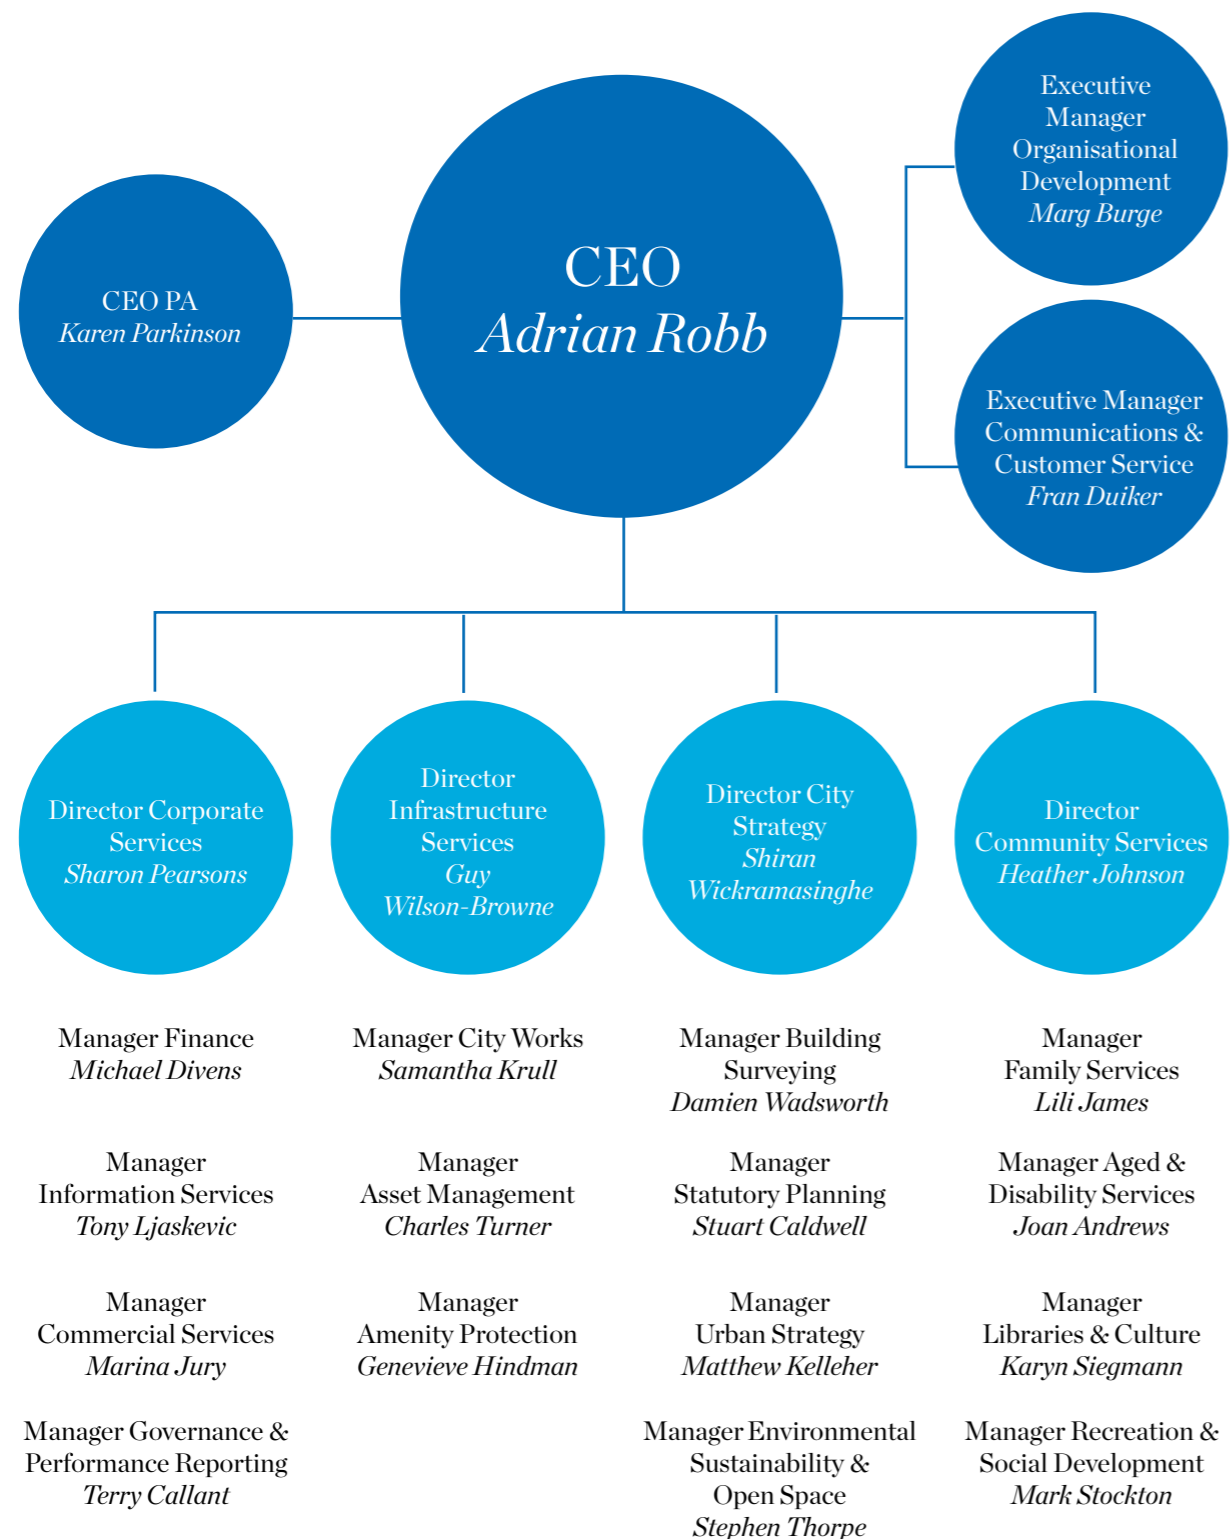 Executive
Manager
Organisational
Development
Marg Burge
CEO PA
Karen Parkinson
CEO
Adrian Robb
Executive Manager
Communications &
Customer Service
Fran Duiker
Director Corporate
Services
Sharon Pearsons
Director
Infrastructure
Services
Guy
Wilson-Browne
Director City
Strategy
Shiran
Wickramasinghe
Director
Community Services
Heather Johnson
Manager Finance
Michael Divens
Manager
Information Services
Tony Ljaskevic
Manager
Commercial Services
Marina Jury
Manager Governance &
Performance Reporting
Terry Callant
Manager City Works
Samantha Krull
Manager
Asset Management
Charles Turner
Manager
Amenity Protection
Genevieve Hindman
Manager Building
Surveying
Damien Wadsworth
Manager
Statutory Planning
Stuart Caldwell
Manager
Urban Strategy
Matthew Kelleher
Manager Environmental
Sustainability &
Open Space
Stephen Thorpe
Manager
Family Services
Lili James
Manager Aged &
Disability Services
Joan Andrews
Manager
Libraries & Culture
Karyn Siegmann
Manager Recreation &
Social Development
Mark Stockton